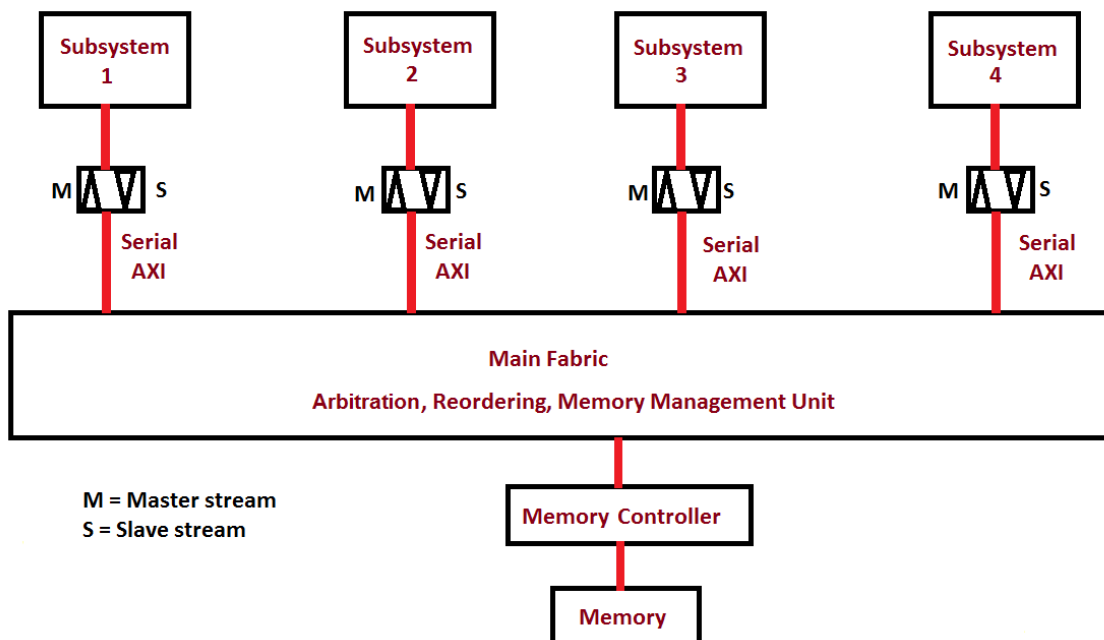 Subsystem
1
Subsystem
2
Subsystem
3
Subsystem
4
M
S
M
S
M
S
M
S
Serial
AXI
Serial
AXI
Serial
AXI
Serial
AXI
Main Fabric
Arbitration, Reordering, Memory Management Unit
M = Master stream
S = Slave stream
Memory Controller
Memory